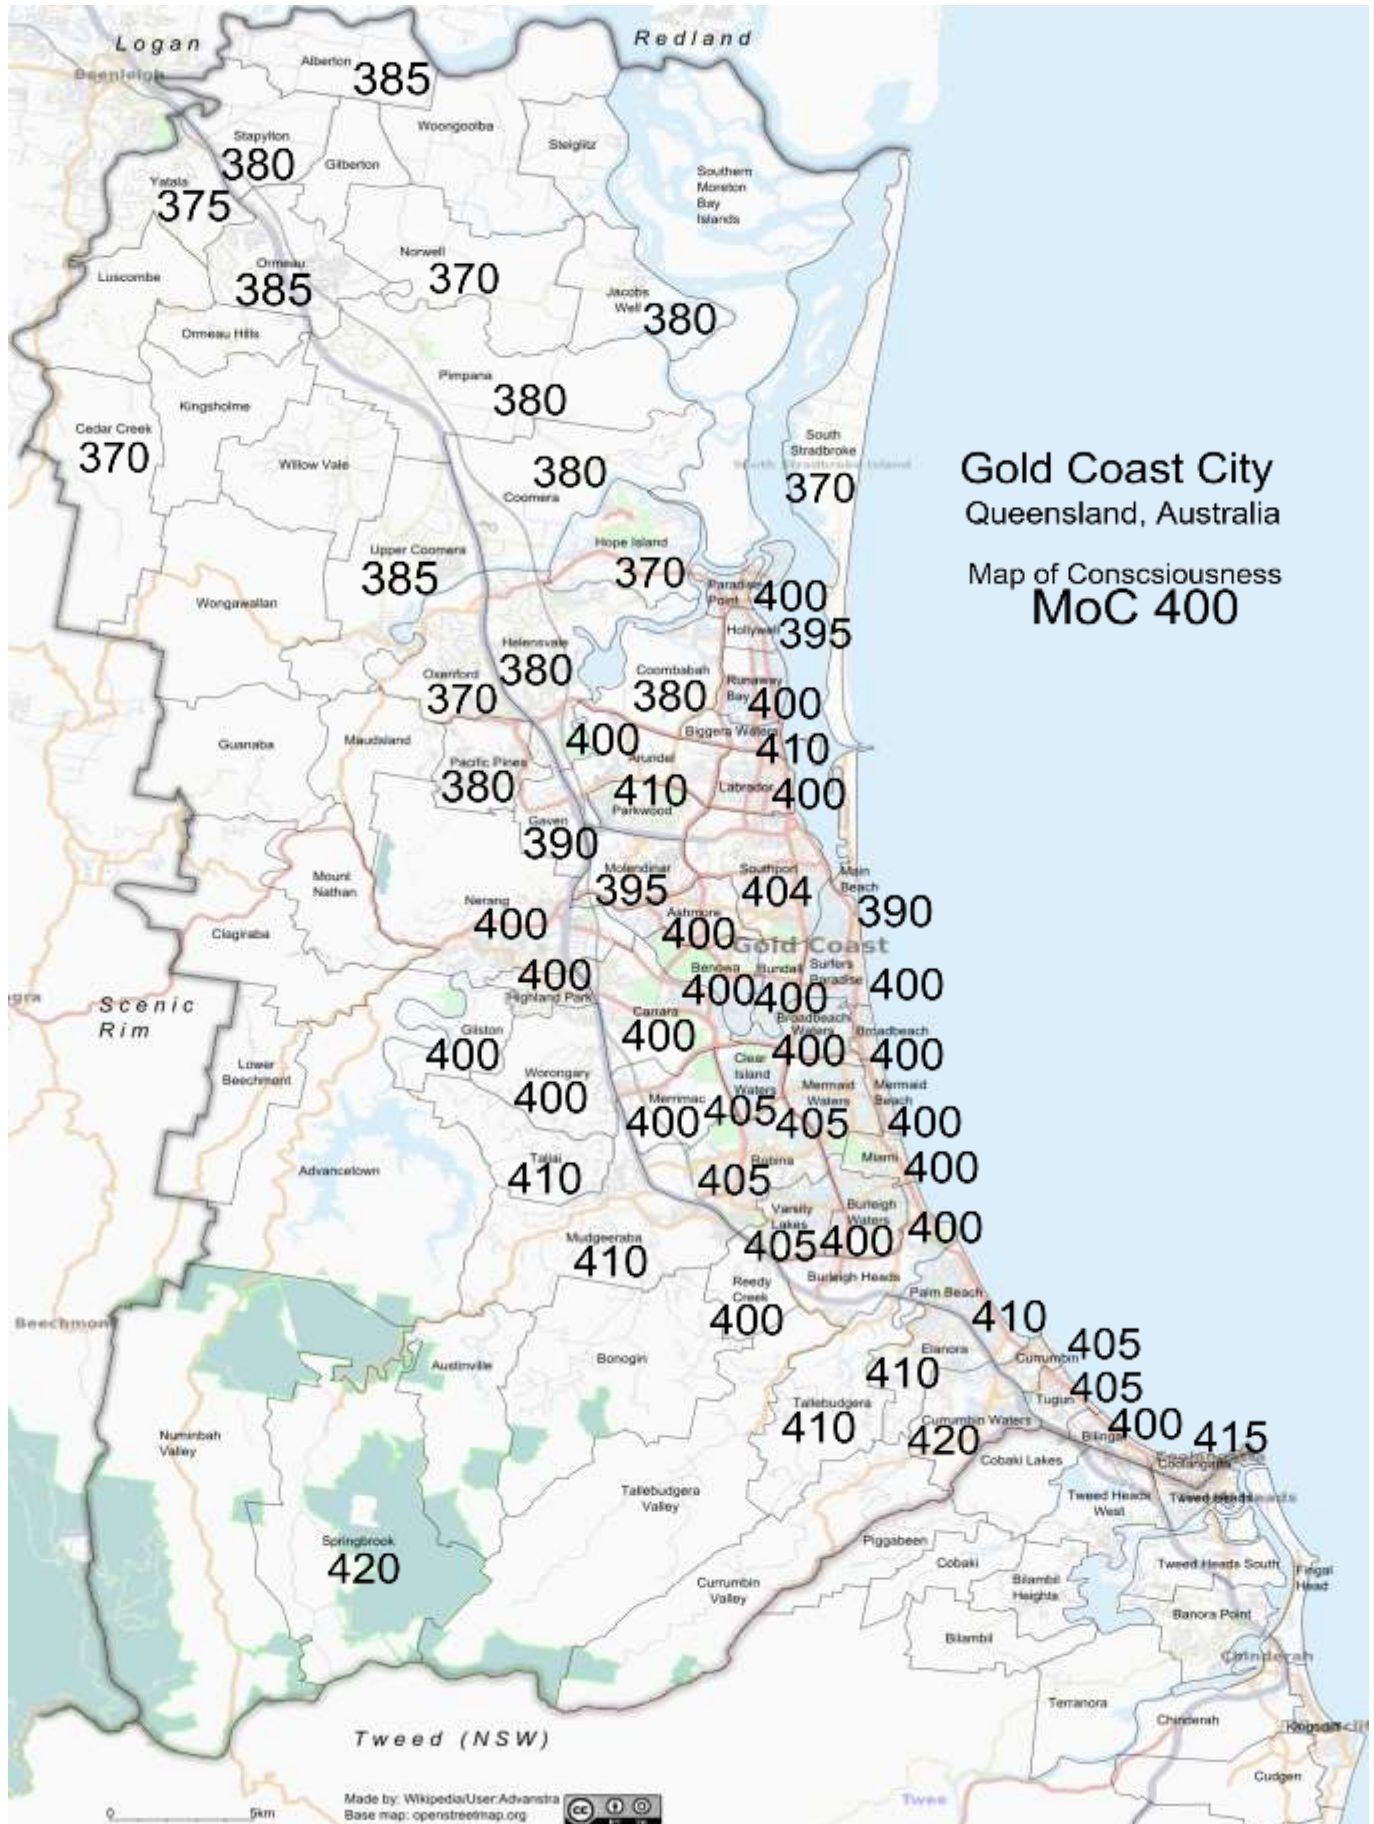 Logan
Redland
Beenleigh
Alberton
385
Woongoolba
Stapylton
380
Gilberton
Steiglitz
Yatala
375
Southern
Moreton
Bay
Islands
Luscombe
Ormeau
385
Norwell
370
Jacobs
Well 380
Ormeau Hills
Pimpana
380
Kingsholme
Cedar Creek
370
Willow Vale
380
Coomera
South
Stradbroke
370
Gold Coast City
Queensland, Australia
Map of Conscsiousness
MoC 400
Upper Coomera
385
Hope Island
370
Paradise
Point 400
Hollywell 395
Wongawallan
Helensvale
380
Oxenford
370
Coombabah
380
Runaway
Bay 400
Guanaba
Maudsland
400
Arundel
Biggera Waters
410
Pacific Pines
380
410
Parkwood
Labrador 400
Gaven
390
Mount
Nathan
Molendinar
395
Southport
404
Main
Beach
390
Nerang
400
Ashmore
400
Gold Coast
Clagiraba
400
Highland Park
Benowa
400
Bundall
400
Surfers
Paradise 400
Scenic
Rim
Gilston
400
Carrara
400
Broadbeach
Waters
400
Broadbeach
400
Lower
Beechmont
Worongary
400
Clear
Island
Waters
405
Merrimac
400
Mermaid
Waters
405
Mermaid
Beach
400
Advancetown
Tallai
410
Robina
405
Miami
400
Varsity
Lakes
405
Burleigh
Waters
400
400
Mudgeeraba
410
Burleigh Heads
Reedy
Creek
400
Palm Beach
410
Beechmont
Austinville
Bonogin
Elanora
410
Currumbin 405
Tugun 405
Tallebudgera
410
Currumbin Waters
420
Bilinga 400
415
Coolangatta
Numinbah
Valley
Cobaki Lakes
Tallebudgera
Valley
Tweed Heads
West
Tweed Heads
Springbrook
420
Piggabeen
Cobaki
Tweed Heads South
Fingal
Head
Currumbin
Valley
Bilambil
Heights
Banora Point
Bilambil
Chinderah
Terranora
Chinderah
Tweed (NSW)
Cudgen
Made by: Wikipedia/User:Advanstra
Base map: openstreetmap.org
0 5km
cc
Twee